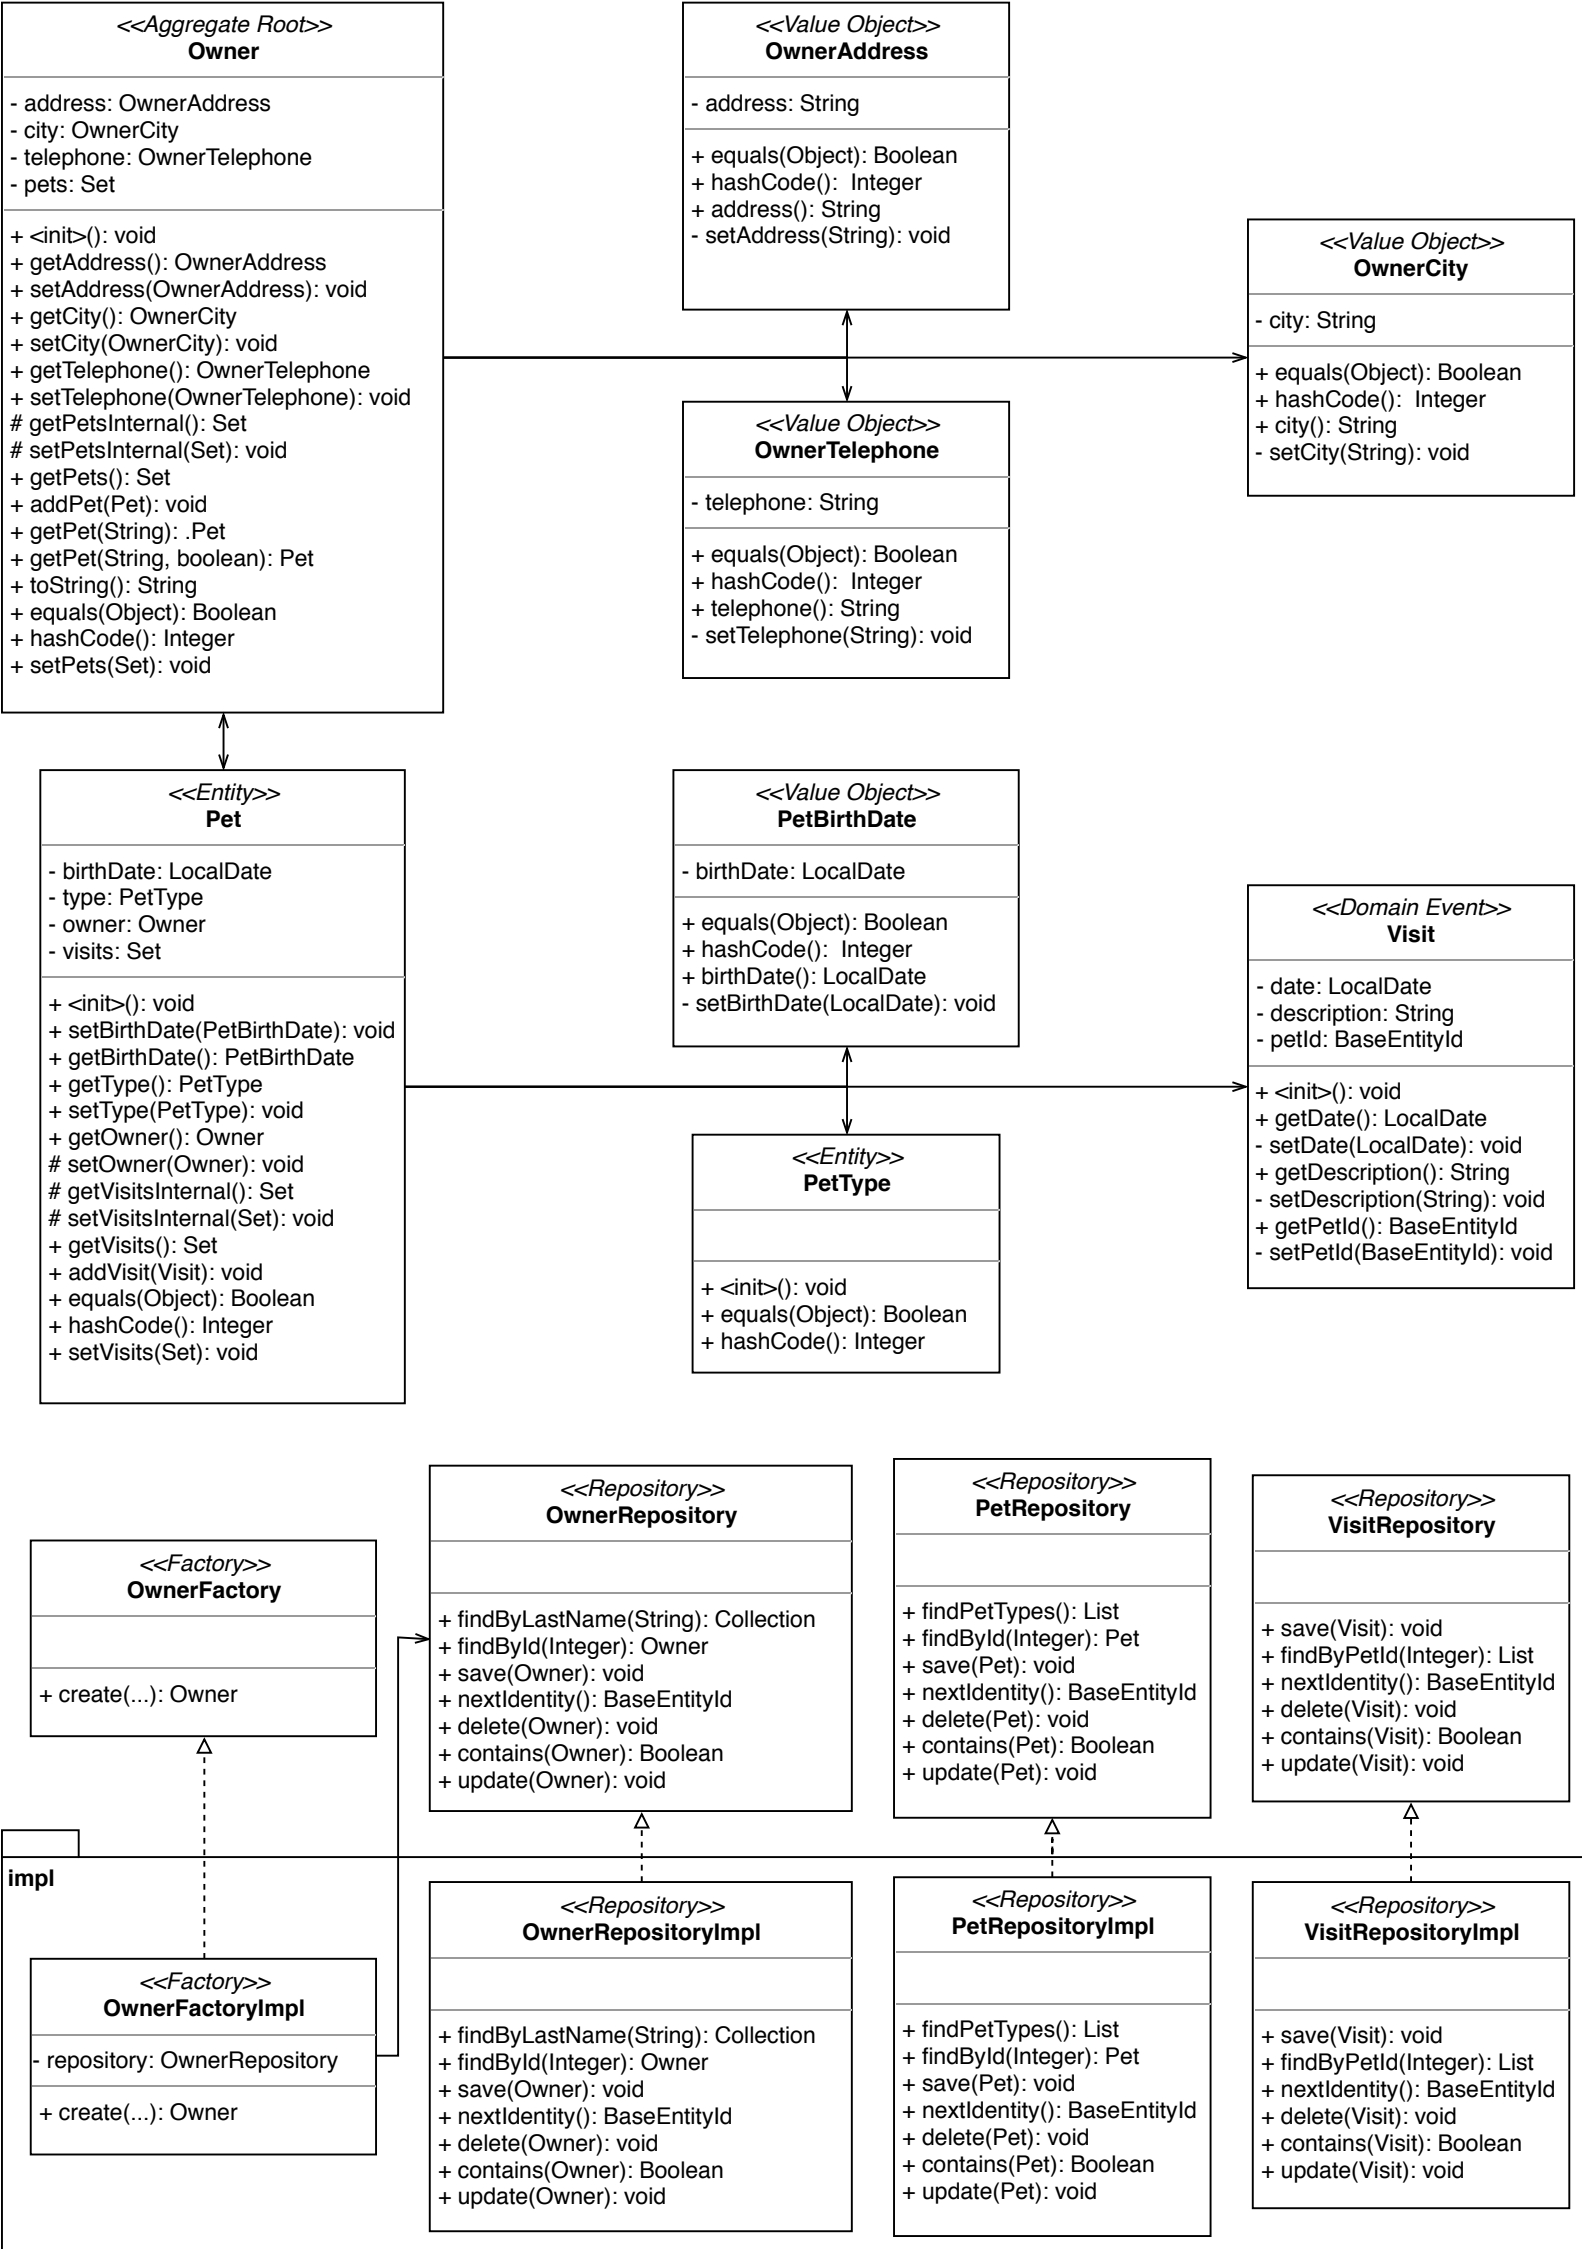 <<Aggregate Root>>
Owner
- address: OwnerAddress
- city: OwnerCity
- telephone: OwnerTelephone
- pets: Set
+ <init>(): void
+ getAddress(): OwnerAddress
+ setAddress(OwnerAddress): void
+ getCity(): OwnerCity
+ setCity(OwnerCity): void
+ getTelephone(): OwnerTelephone
+ setTelephone(OwnerTelephone): void
# getPetsInternal(): Set
# setPetsInternal(Set): void
+ getPets(): Set
+ addPet(Pet): void
+ getPet(String): .Pet
+ getPet(String, boolean): Pet
+ toString(): String
+ equals(Object): Boolean
+ hashCode(): Integer
+ setPets(Set): void
<<Value Object>>
OwnerAddress
- address: String
+ equals(Object): Boolean
+ hashCode():  Integer
+ address(): String
- setAddress(String): void
<<Value Object>>
OwnerCity
- city: String
+ equals(Object): Boolean
+ hashCode():  Integer
+ city(): String
- setCity(String): void
<<Value Object>>
OwnerTelephone
- telephone: String
+ equals(Object): Boolean
+ hashCode():  Integer
+ telephone(): String
- setTelephone(String): void
<<Entity>>
Pet
- birthDate: LocalDate
- type: PetType
- owner: Owner
- visits: Set
+ <init>(): void
+ setBirthDate(PetBirthDate): void
+ getBirthDate(): PetBirthDate
+ getType(): PetType
+ setType(PetType): void
+ getOwner(): Owner
# setOwner(Owner): void
# getVisitsInternal(): Set
# setVisitsInternal(Set): void
+ getVisits(): Set
+ addVisit(Visit): void
+ equals(Object): Boolean
+ hashCode(): Integer
+ setVisits(Set): void
<<Value Object>>
PetBirthDate
- birthDate: LocalDate
+ equals(Object): Boolean
+ hashCode():  Integer
+ birthDate(): LocalDate
- setBirthDate(LocalDate): void
<<Domain Event>>
Visit
- date: LocalDate
- description: String
- petId: BaseEntityId
+ <init>(): void
+ getDate(): LocalDate
- setDate(LocalDate): void
+ getDescription(): String
- setDescription(String): void
+ getPetId(): BaseEntityId
- setPetId(BaseEntityId): void
<<Entity>>
PetType
+ <init>(): void
+ equals(Object): Boolean
+ hashCode(): Integer
<<Factory>>
OwnerFactory
+ create(...): Owner
<<Repository>>
OwnerRepository
+ findByLastName(String): Collection
+ findById(Integer): Owner
+ save(Owner): void
+ nextIdentity(): BaseEntityId
+ delete(Owner): void
+ contains(Owner): Boolean
+ update(Owner): void
<<Repository>>
PetRepository
+ findPetTypes(): List
+ findById(Integer): Pet
+ save(Pet): void
+ nextIdentity(): BaseEntityId
+ delete(Pet): void
+ contains(Pet): Boolean
+ update(Pet): void
<<Repository>>
VisitRepository
+ save(Visit): void
+ findByPetId(Integer): List
+ nextIdentity(): BaseEntityId
+ delete(Visit): void
+ contains(Visit): Boolean
+ update(Visit): void
impl
<<Factory>>
OwnerFactoryImpl
- repository: OwnerRepository
+ create(...): Owner
<<Repository>>
OwnerRepositoryImpl
+ findByLastName(String): Collection
+ findById(Integer): Owner
+ save(Owner): void
+ nextIdentity(): BaseEntityId
+ delete(Owner): void
+ contains(Owner): Boolean
+ update(Owner): void
<<Repository>>
PetRepositoryImpl
+ findPetTypes(): List
+ findById(Integer): Pet
+ save(Pet): void
+ nextIdentity(): BaseEntityId
+ delete(Pet): void
+ contains(Pet): Boolean
+ update(Pet): void
<<Repository>>
VisitRepositoryImpl
+ save(Visit): void
+ findByPetId(Integer): List
+ nextIdentity(): BaseEntityId
+ delete(Visit): void
+ contains(Visit): Boolean
+ update(Visit): void